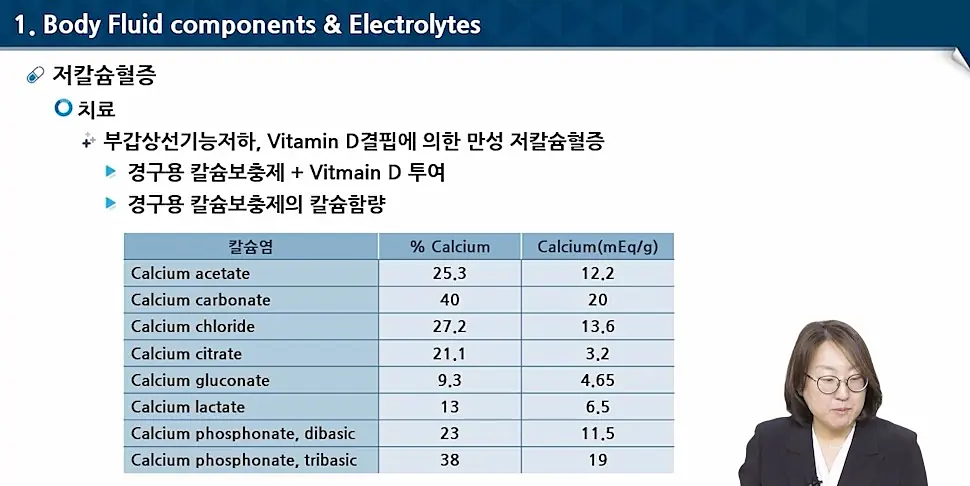 1. Body Fluid components & Electrolytes
저칼슘혈증
치료
부갑상선기능저하, Vitamin D결핍에 의한 만성 저칼슘혈증
경구용 칼슘보충제 + Vitmain D 투여
경구용 칼슘보충제의 칼슘함량
칼슘염 % Calcium Calcium(mEq/g)
Calcium acetate 25.3 12.2
Calcium carbonate 40 20
Calcium chloride 27.2 13.6
Calcium citrate 21.1 3.2
Calcium gluconate 9.3 4.65
Calcium lactate 13 6.5
Calcium phosphonate, dibasic 23 11.5
Calcium phosphonate, tribasic 38 19